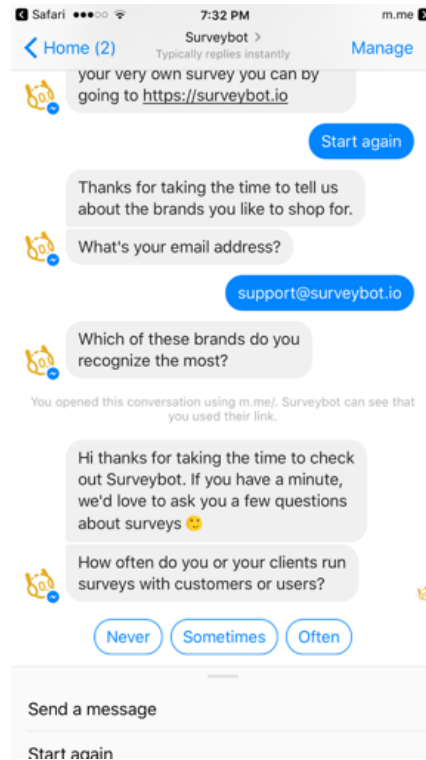 Safari 7:32 PM m.me
Home (2) Surveybot > Manage
Typically replies instantly
your very own survey you can by
going to https://surveybot.io
Start again
Thanks for taking the time to tell us
about the brands you like to shop for.
What's your email address?
support@surveybot.io
Which of these brands do you
recognize the most?
You opened this conversation using m.me/. Surveybot can see that
you used their link.
Hi thanks for taking the time to check
out Surveybot. If you have a minute,
we'd love to ask you a few questions
about surveys 🙂
How often do you or your clients run
surveys with customers or users?
Never Sometimes Often
Send a message
Start again